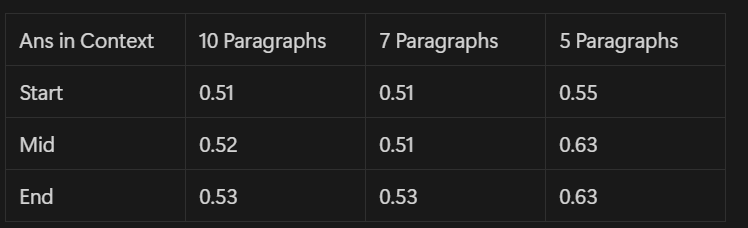 Ans in Context 10 Paragraphs 7 Paragraphs 5 Paragraphs
Start 0.51 0.51 0.55
Mid 0.52 0.51 0.63
End 0.53 0.53 0.63